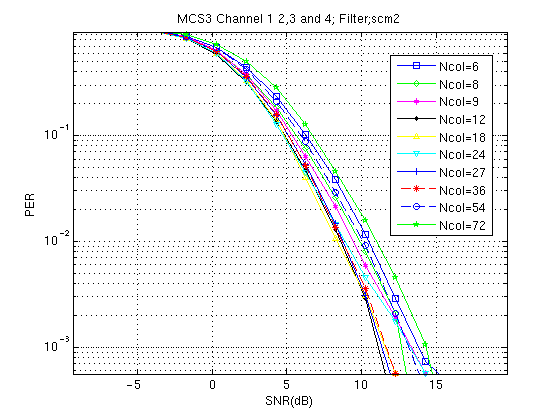 MCS3 Channel 1 2,3 and 4; Filter;scm2
PER
10^-1
10^-2
10^-3
-5
0
5
10
15
SNR(dB)
Ncol=6
Ncol=8
Ncol=9
Ncol=12
Ncol=18
Ncol=24
Ncol=27
Ncol=36
Ncol=54
Ncol=72